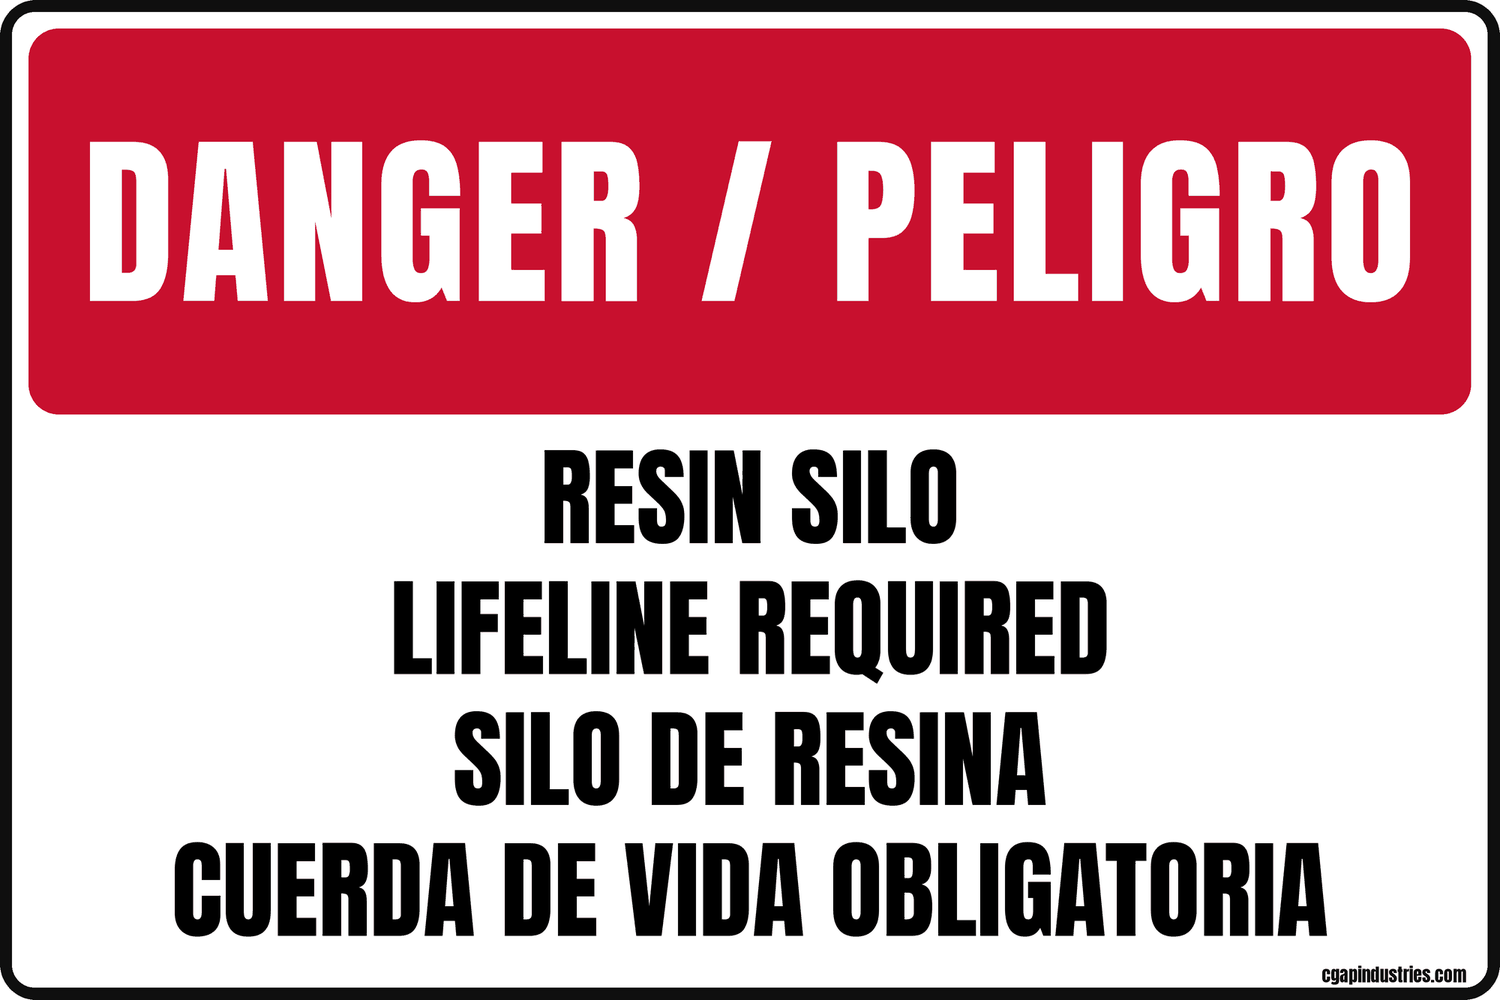 DANGER / PELIGRO
RESIN SILO
LIFELINE REQUIRED
SILO DE RESINA
CUERDA DE VIDA OBLIGATORIA
cgapindustries.com